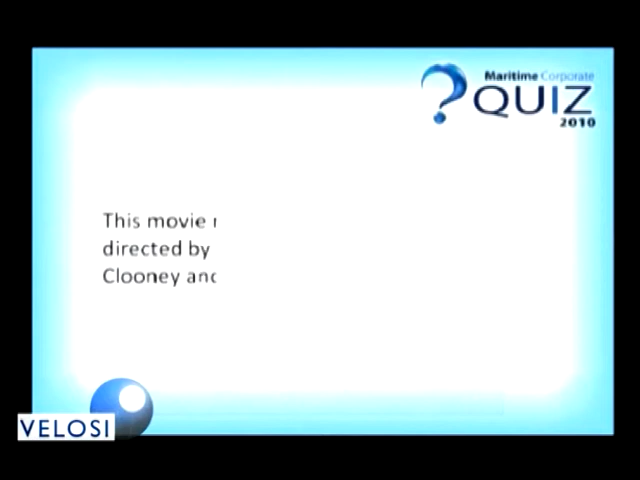 Maritime Corporate
QUIZ
2010
This movie
directed by
Clooney and
VELOSI